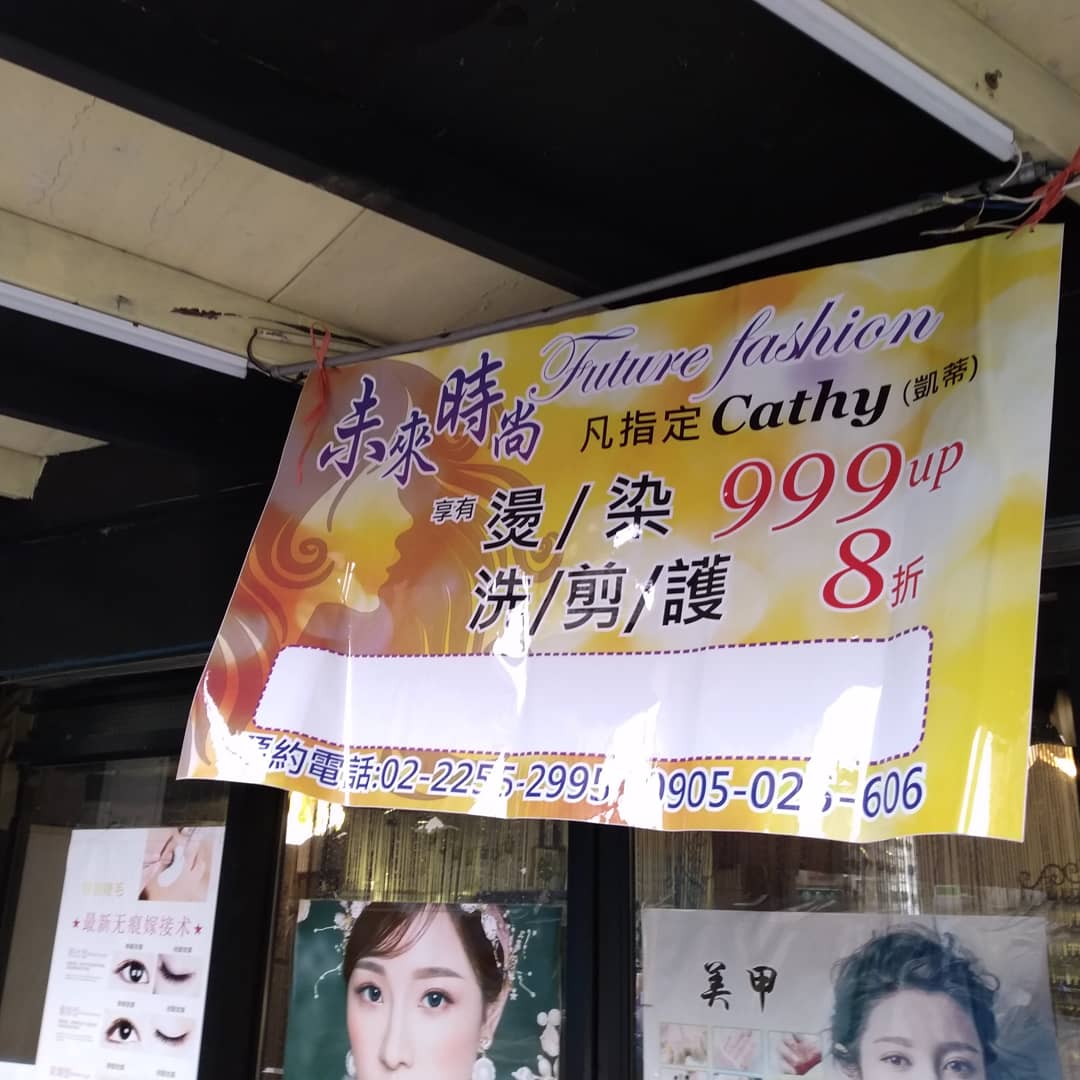 未來時尚 Future fashion
凡指定 Cathy (凱蒂)
享有 燙/染 999up
洗/剪/護 8折
預約電話:02-2255-2995 0905-02 -606
★最新无痕嫁接术★
美甲